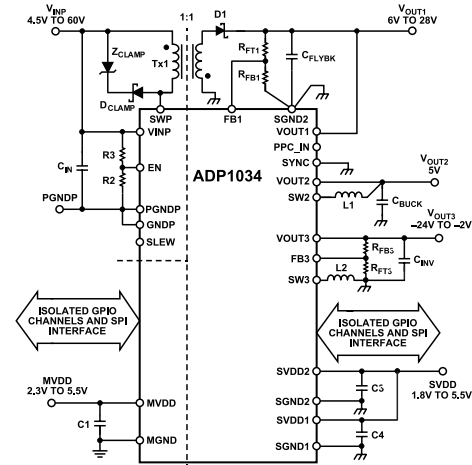 VINP
4.5V TO 60V
1:1
D1
VOUT1
6V TO 28V
ZCLAMP
Tx1
RFT1
RFB1
CFLYBK
DCLAMP
SWP
FB1
SGND2
VINP
VOUT1
PPC_IN
R3
CIN
EN
SYNC
ADP1034
VOUT2
VOUT2
5V
R2
SW2
L1
CBUCK
PGNDP
PGNDP
VOUT3
–24V TO –2V
GNDP
SLEW
VOUT3
RFB3
FB3
RFT3
CINV
L2
SW3
ISOLATED GPIO
CHANNELS AND SPI
INTERFACE
ISOLATED GPIO
CHANNELS AND SPI
INTERFACE
MVDD
2.3V TO 5.5V
MVDD
SVDD2
SVDD
1.8V TO 5.5V
C3
SGND2
C1
SVDD1
C4
MGND
SGND1